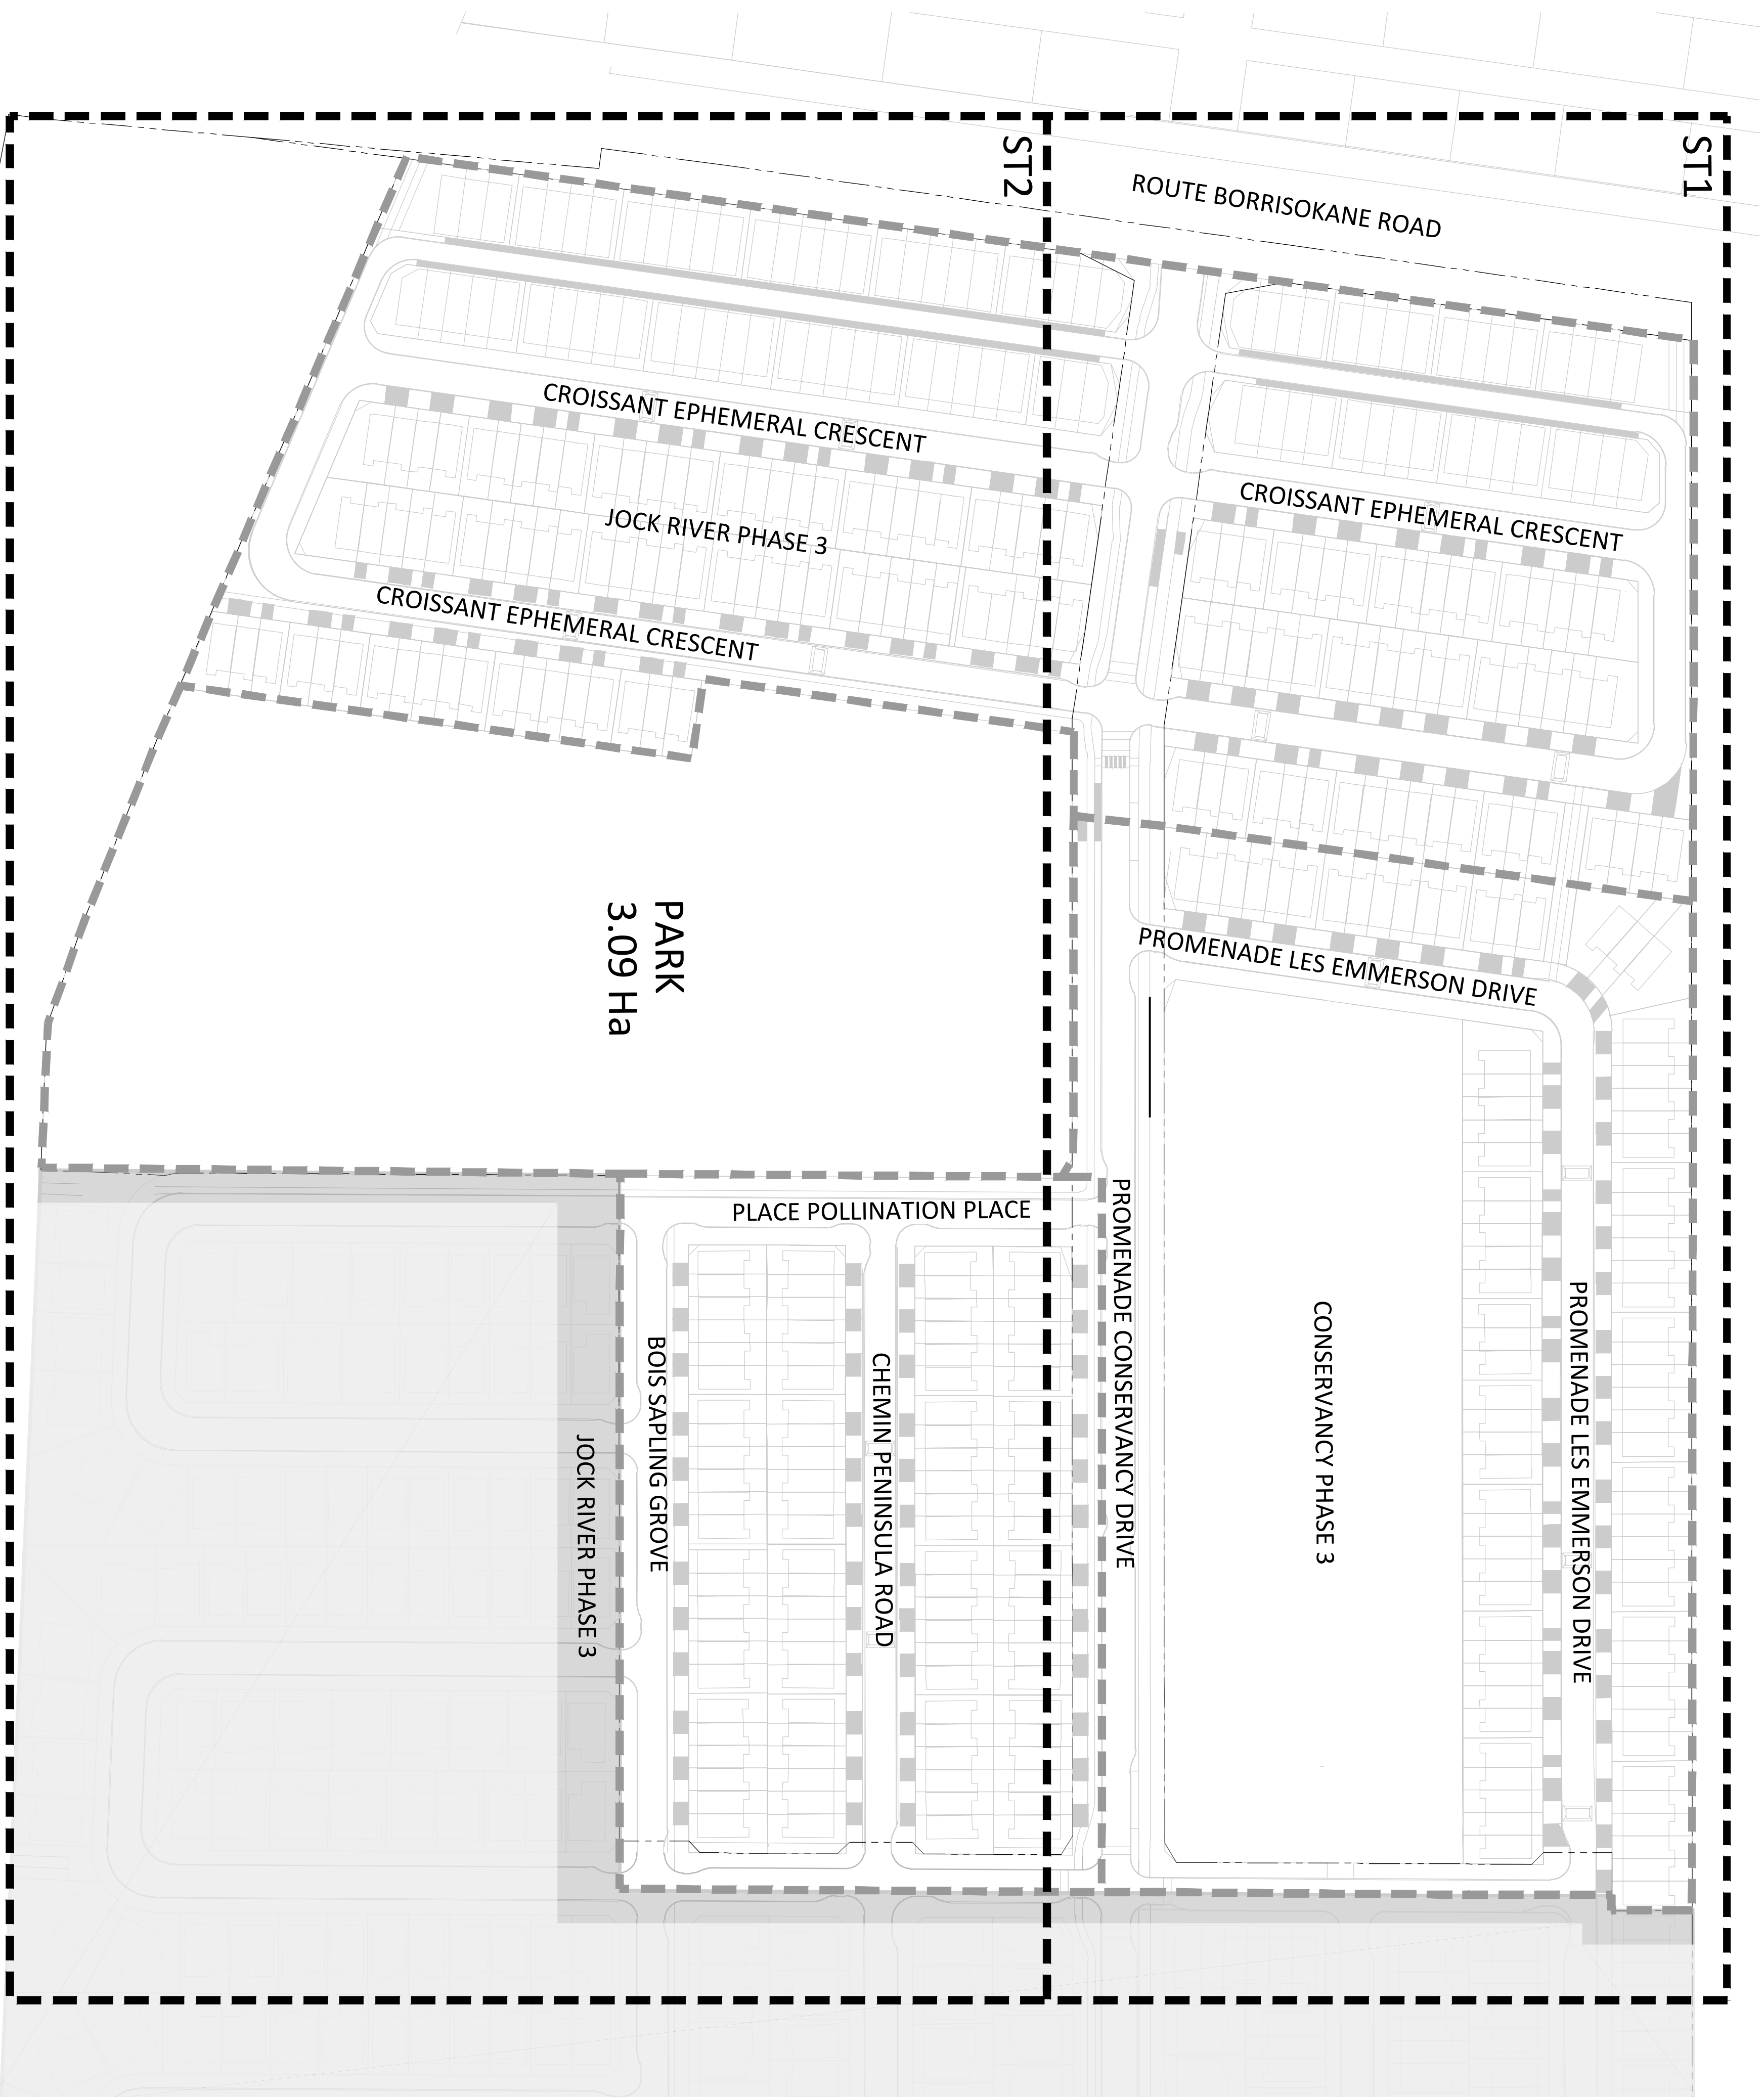 ST1
ST2
ROUTE BORRISOKANE ROAD
CROISSANT EPHEMERAL CRESCENT
CROISSANT EPHEMERAL CRESCENT
JOCK RIVER PHASE 3
CROISSANT EPHEMERAL CRESCENT
PARK
3.09 Ha
PROMENADE LES EMMERSON DRIVE
PLACE POLLINATION PLACE
PROMENADE CONSERVANCY DRIVE
CONSERVANCY PHASE 3
PROMENADE LES EMMERSON DRIVE
BOIS SAPLING GROVE
CHEMIN PENINSULA ROAD
JOCK RIVER PHASE 3